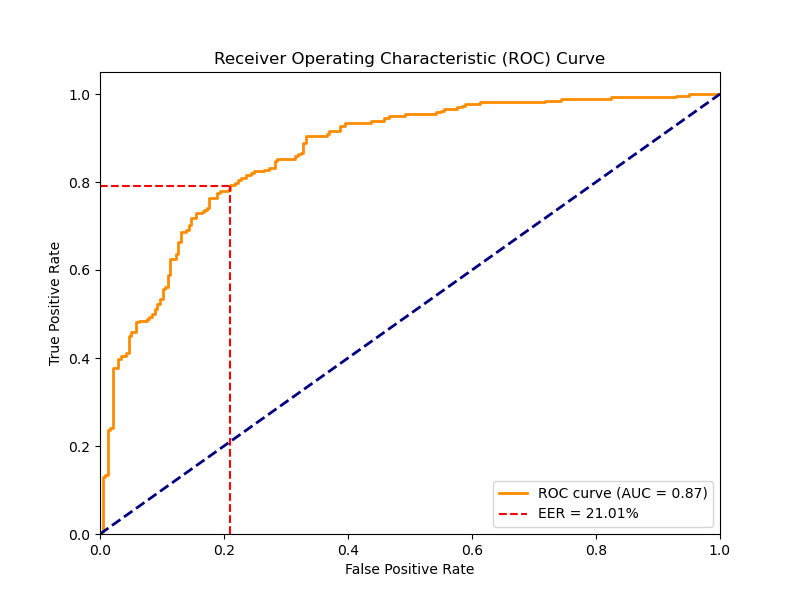 Receiver Operating Characteristic (ROC) Curve
1.0
0.8
0.6
0.4
0.2
0.0
True Positive Rate
ROC curve (AUC = 0.87)
EER = 21.01%
0.0 0.2 0.4 0.6 0.8 1.0
False Positive Rate